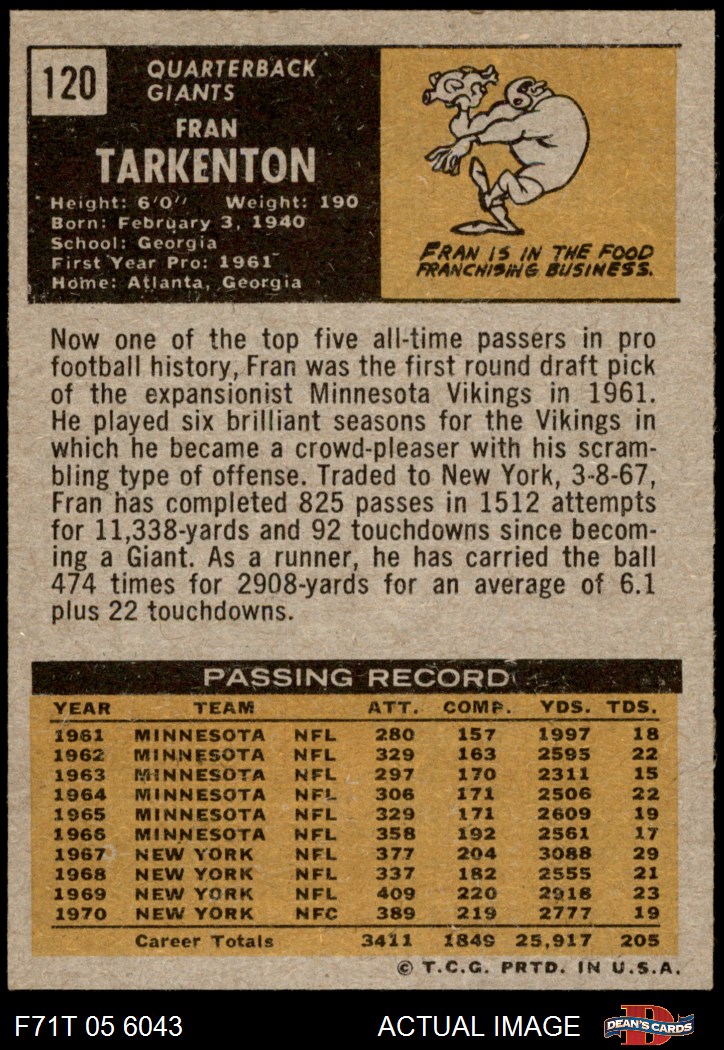 120
QUARTERBACK
GIANTS
FRAN
TARKENTON
Height: 6'0" Weight: 190
Born: February 3, 1940
School: Georgia
First Year Pro: 1961
Home: Atlanta, Georgia
FRAN IS IN THE FOOD
FRANCHISING BUSINESS.
Now one of the top five all-time passers in pro
football history, Fran was the first round draft pick
of the expansionist Minnesota Vikings in 1961.
He played six brilliant seasons for the Vikings in
which he became a crowd-pleaser with his scram-
bling type of offense. Traded to New York, 3-8-67,
Fran has completed 825 passes in 1512 attempts
for 11,338-yards and 92 touchdowns since becom-
ing a Giant. As a runner, he has carried the ball
474 times for 2908-yards for an average of 6.1
plus 22 touchdowns.
PASSING RECORD
YEAR TEAM ATT. COMP. YDS. TDS.
1961 MINNESOTA NFL 280 157 1997 18
1962 MINNESOTA NFL 329 163 2595 22
1963 MINNESOTA NFL 297 170 2311 15
1964 MINNESOTA NFL 306 171 2506 22
1965 MINNESOTA NFL 329 171 2609 19
1966 MINNESOTA NFL 358 192 2561 17
1967 NEW YORK NFL 377 204 3088 29
1968 NEW YORK NFL 337 182 2555 21
1969 NEW YORK NFL 409 220 2918 23
1970 NEW YORK NFC 389 219 2777 19
Career Totals 3411 1849 25,917 205
© T.C.G. PRTD. IN U.S.A.
F71T 05 6043 ACTUAL IMAGE
D
DEAN'S CARDS